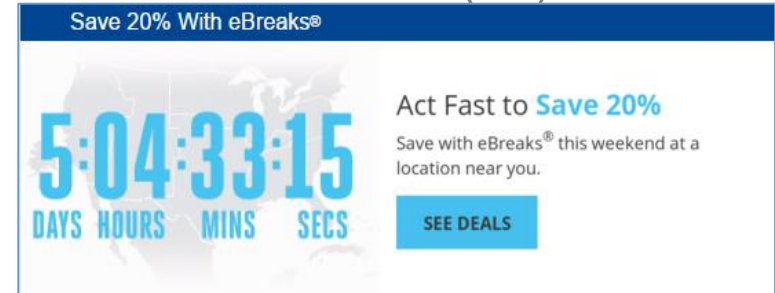 Save 20% With eBreaks®
5:04:33:15
DAYS HOURS MINS SECS
Act Fast to Save 20%
Save with eBreaks® this weekend at a
location near you.
SEE DEALS